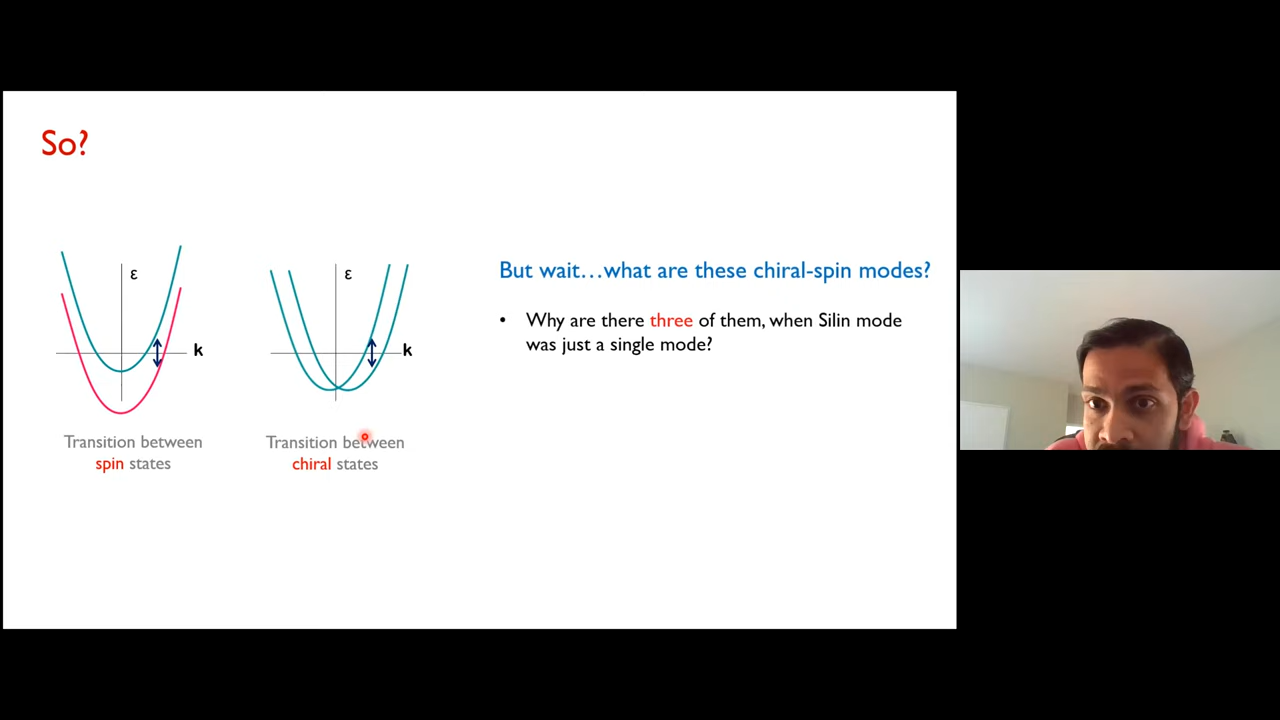 So?
ε
k
Transition between
spin states
ε
k
Transition between
chiral states
But wait…what are these chiral-spin modes?
• Why are there three of them, when Silin mode
was just a single mode?